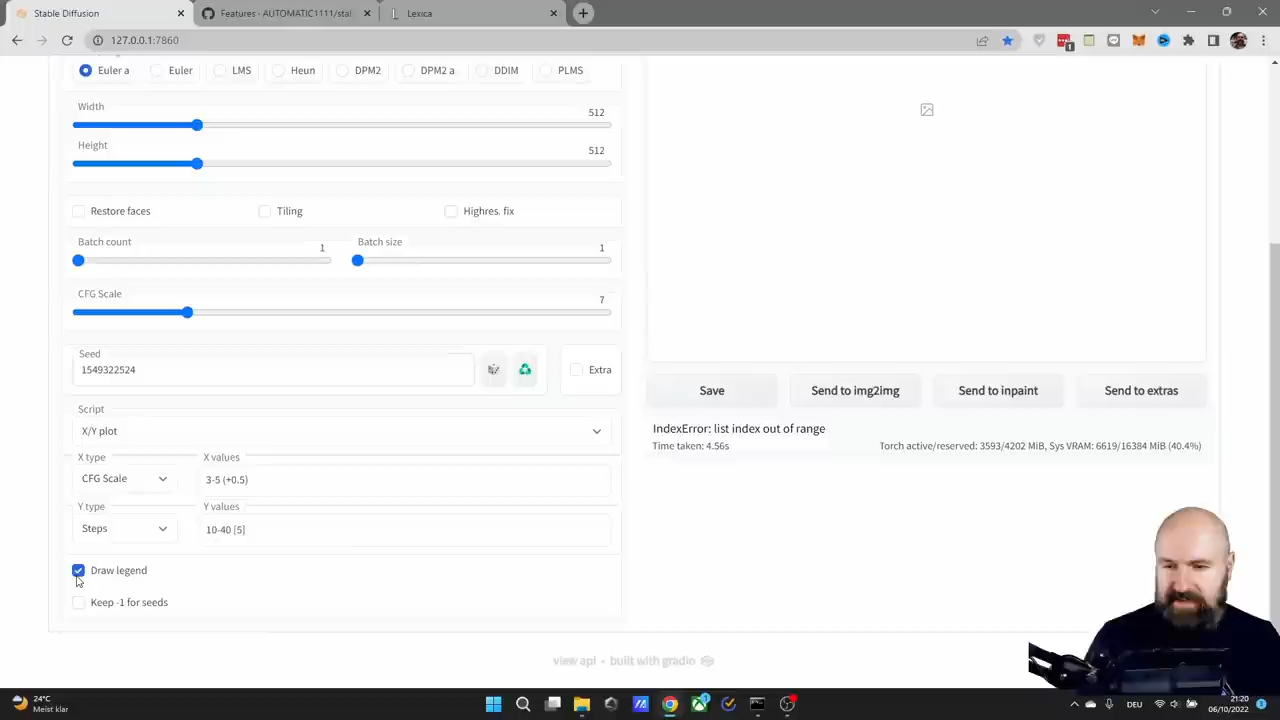 Stable Diffusion
Features - AUTOMATIC1111/stal
Lexica
127.0.0.1:7860
1
Euler a
Euler
LMS
Heun
DPM2
DPM2 a
DDIM
PLMS
Width
512
Height
512
Restore faces
Tiling
Highres. fix
Batch count
1
Batch size
1
CFG Scale
7
Seed
1549322524
Extra
Script
X/Y plot
X type
CFG Scale
X values
3-5 (+0.5)
Y type
Steps
Y values
10-40 [5]
Draw legend
Keep -1 for seeds
Save
Send to img2img
Send to inpaint
Send to extras
IndexError: list index out of range
Time taken: 4.56s
Torch active/reserved: 3593/4202 MiB, Sys VRAM: 6619/16384 MiB (40.4%)
view api • built with gradio
24°C
Meist klar
1
DEU
21:20
06/10/2022
3